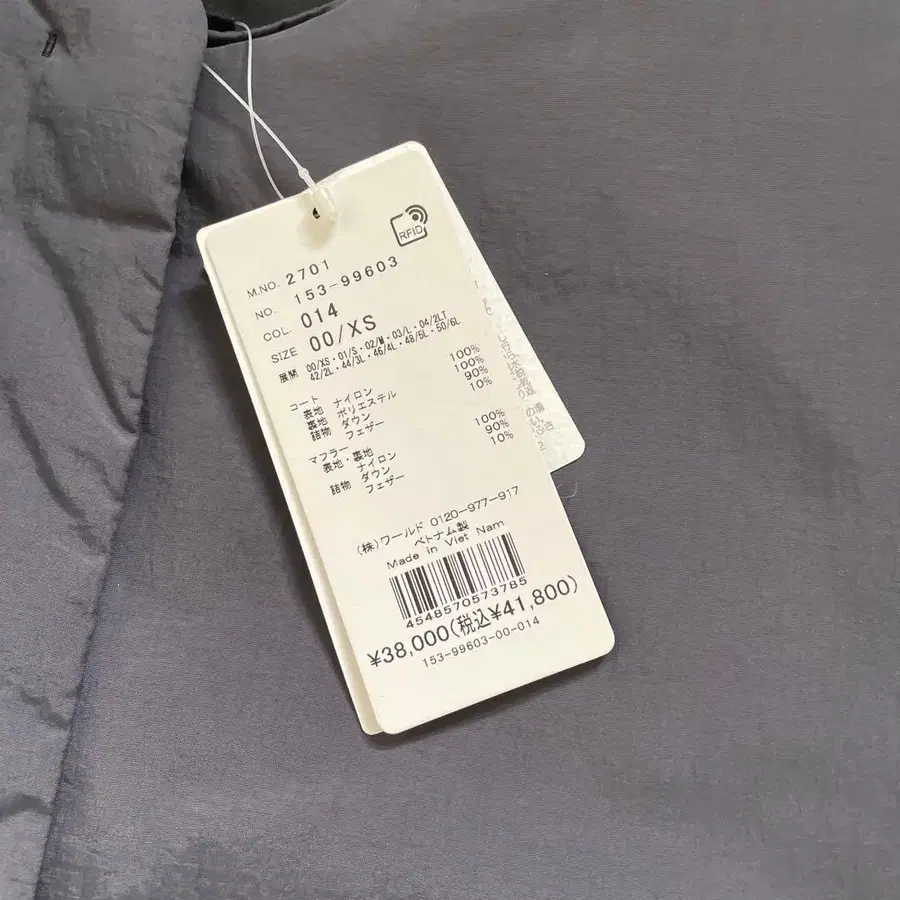 RFID
M.NO. 2701
NO. 153-99603
COL. 014
SIZE 00/XS
展開 00/XS・01/S・02/M・03/L・04/2LT
42/2L・44/3L・46/4L・48/5L・50/6L
コート
表地 ナイロン 100%
裏地 ポリエステル 100%
詰物 ダウン 90%
フェザー 10%
マフラー
表地・裏地
ナイロン 100%
詰物 ダウン 90%
フェザー 10%
(株)ワールド 0120-977-917
ベトナム製
Made in Viet Nam
4548570573785
¥38,000(税込¥41,800)
153-99603-00-014